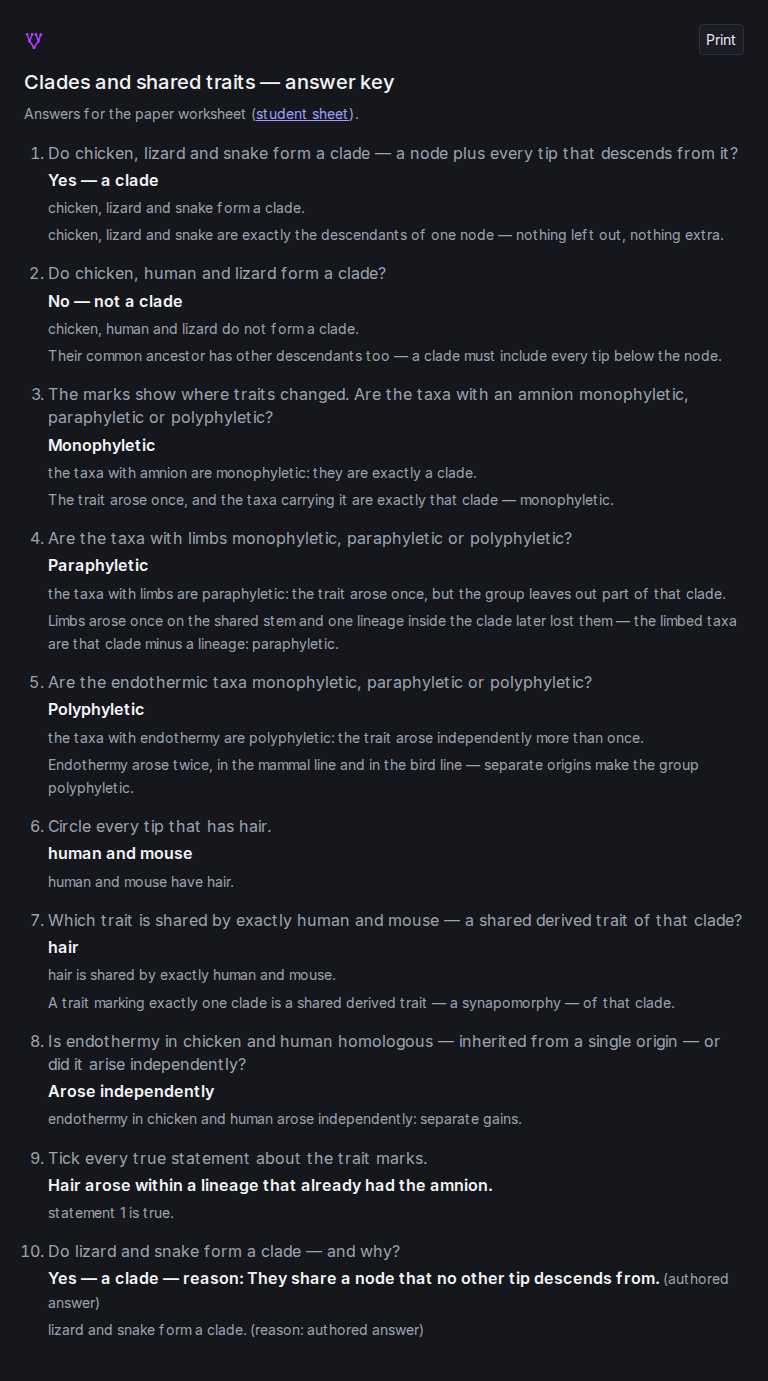 Print
Clades and shared traits — answer key
Answers for the paper worksheet (student sheet).
1. Do chicken, lizard and snake form a clade — a node plus every tip that descends from it?
Yes — a clade
chicken, lizard and snake form a clade.
chicken, lizard and snake are exactly the descendants of one node — nothing left out, nothing extra.
2. Do chicken, human and lizard form a clade?
No — not a clade
chicken, human and lizard do not form a clade.
Their common ancestor has other descendants too — a clade must include every tip below the node.
3. The marks show where traits changed. Are the taxa with an amnion monophyletic,
paraphyletic or polyphyletic?
Monophyletic
the taxa with amnion are monophyletic: they are exactly a clade.
The trait arose once, and the taxa carrying it are exactly that clade — monophyletic.
4. Are the taxa with limbs monophyletic, paraphyletic or polyphyletic?
Paraphyletic
the taxa with limbs are paraphyletic: the trait arose once, but the group leaves out part of that clade.
Limbs arose once on the shared stem and one lineage inside the clade later lost them — the limbed taxa
are that clade minus a lineage: paraphyletic.
5. Are the endothermic taxa monophyletic, paraphyletic or polyphyletic?
Polyphyletic
the taxa with endothermy are polyphyletic: the trait arose independently more than once.
Endothermy arose twice, in the mammal line and in the bird line — separate origins make the group
polyphyletic.
6. Circle every tip that has hair.
human and mouse
human and mouse have hair.
7. Which trait is shared by exactly human and mouse — a shared derived trait of that clade?
hair
hair is shared by exactly human and mouse.
A trait marking exactly one clade is a shared derived trait — a synapomorphy — of that clade.
8. Is endothermy in chicken and human homologous — inherited from a single origin — or
did it arise independently?
Arose independently
endothermy in chicken and human arose independently: separate gains.
9. Tick every true statement about the trait marks.
Hair arose within a lineage that already had the amnion.
statement 1 is true.
10. Do lizard and snake form a clade — and why?
Yes — a clade — reason: They share a node that no other tip descends from. (authored
answer)
lizard and snake form a clade. (reason: authored answer)